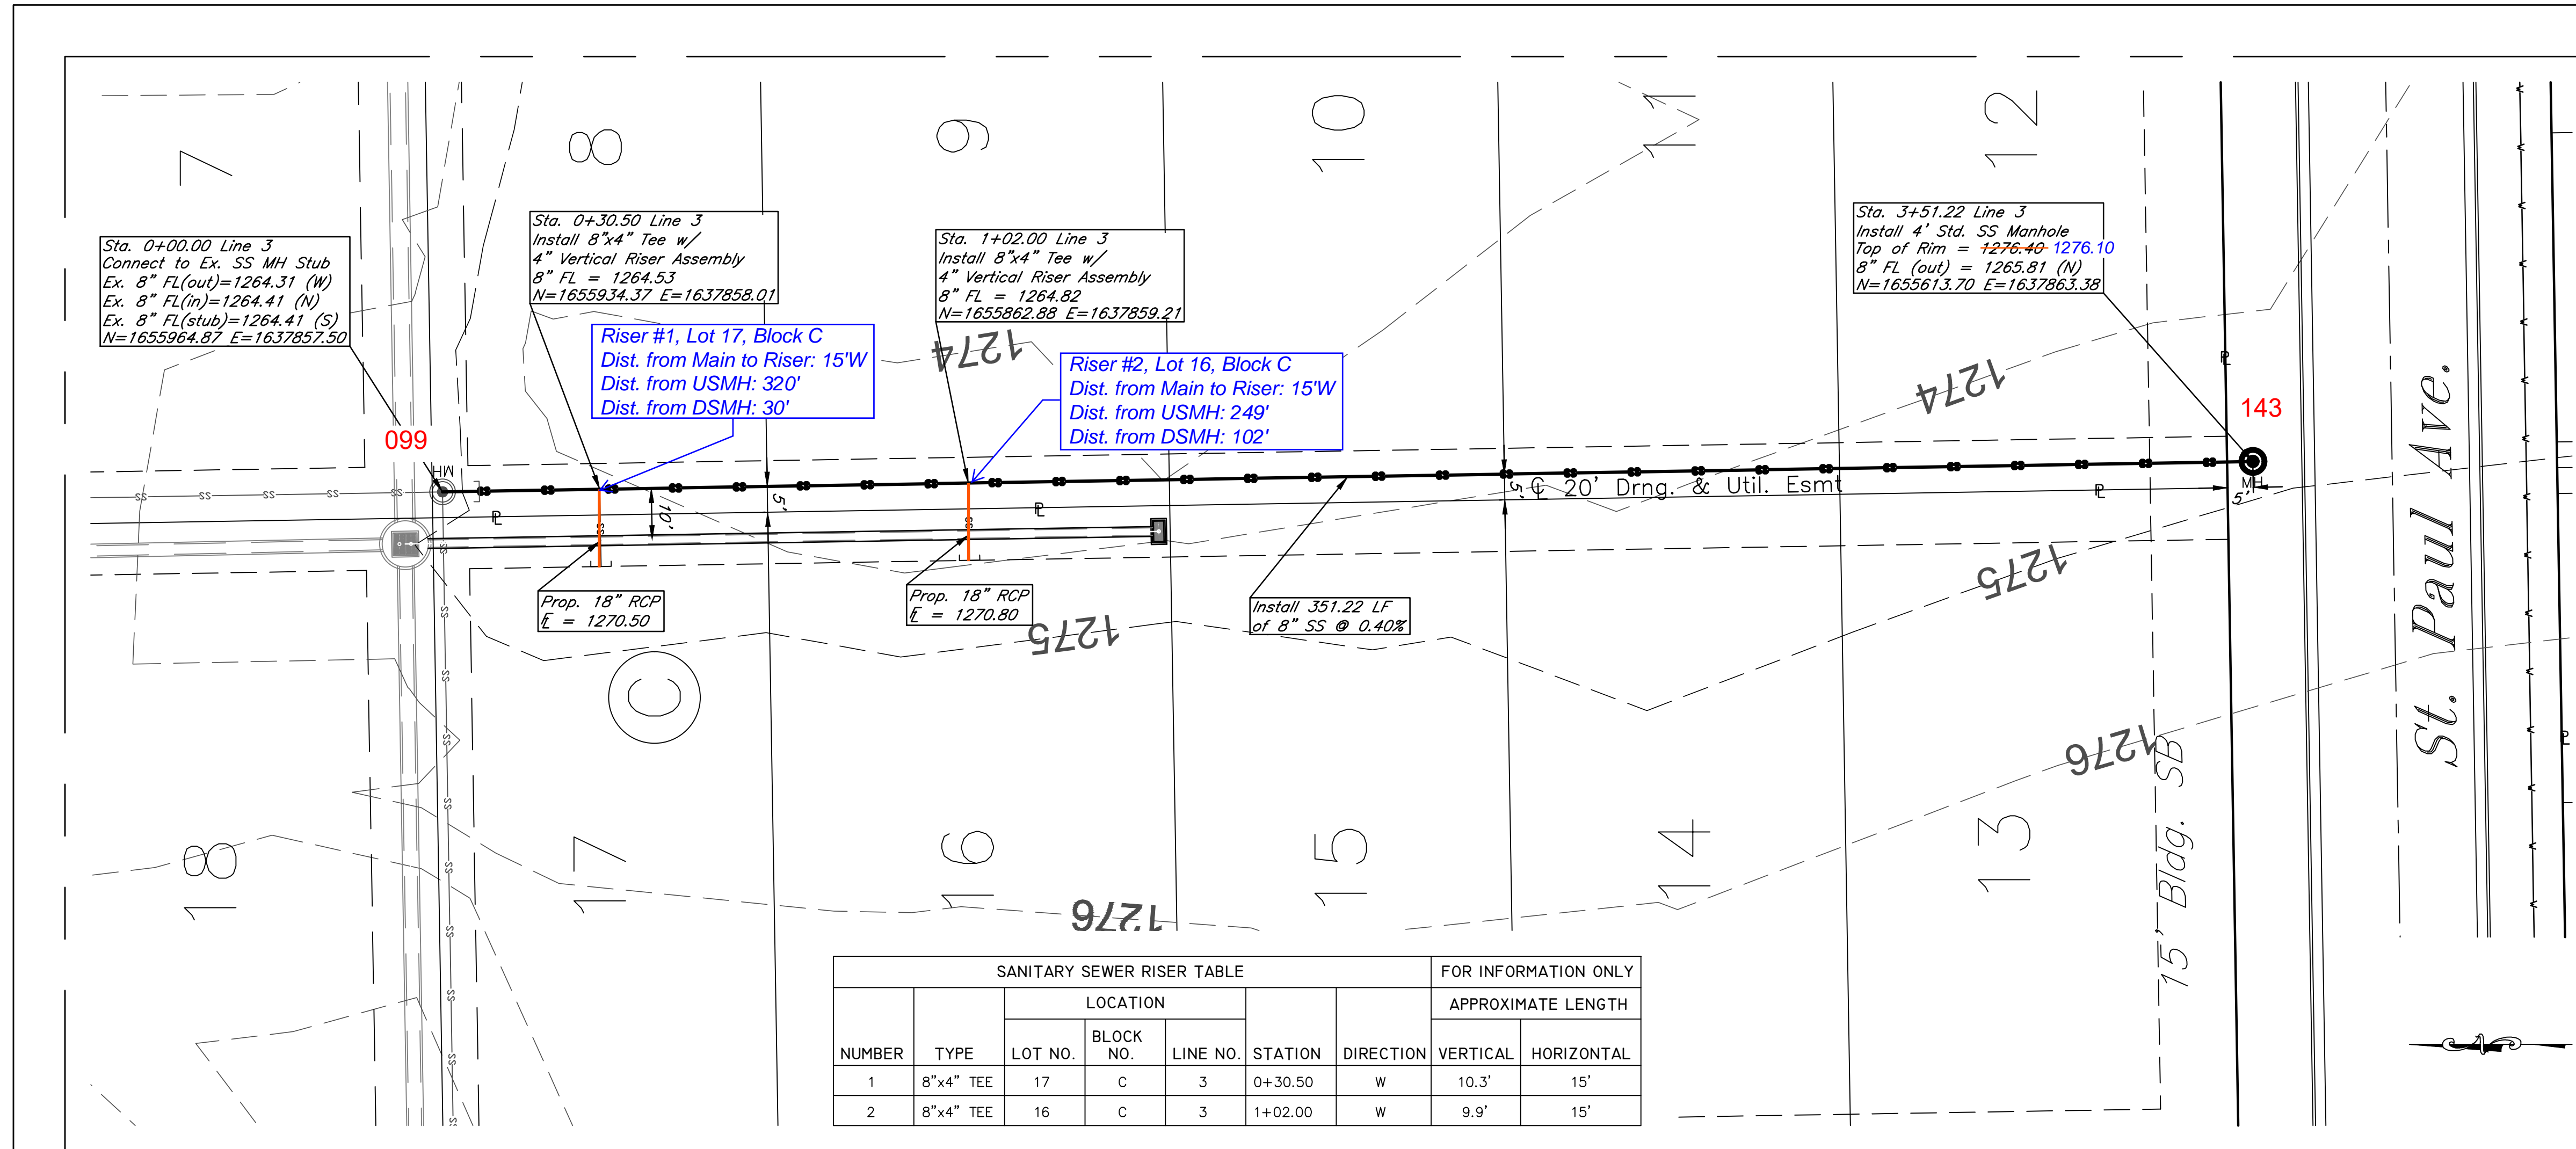 7
8
9
10
11
12
Sta. 0+00.00 Line 3
Connect to Ex. SS MH Stub
Ex. 8" FL(out)=1264.31 (W)
Ex. 8" FL(in)=1264.41 (N)
Ex. 8" FL(stub)=1264.41 (S)
N=1655964.87 E=1637857.50
Sta. 0+30.50 Line 3
Install 8"x4" Tee w/
4" Vertical Riser Assembly
8" FL = 1264.53
N=1655934.37 E=1637858.01
Sta. 1+02.00 Line 3
Install 8"x4" Tee w/
4" Vertical Riser Assembly
8" FL = 1264.82
N=1655862.88 E=1637859.21
Sta. 3+51.22 Line 3
Install 4' Std. SS Manhole
Top of Rim = 1276.40 1276.10
8" FL (out) = 1265.81 (N)
N=1655613.70 E=1637863.38
Riser #1, Lot 17, Block C
Dist. from Main to Riser: 15'W
Dist. from USMH: 320'
Dist. from DSMH: 30'
Riser #2, Lot 16, Block C
Dist. from Main to Riser: 15'W
Dist. from USMH: 249'
Dist. from DSMH: 102'
1274
1274
099
143
MH
MH
10'
5'
5'
5'
℄ 20' Drng. & Util. Esmt
Prop. 18" RCP
FL = 1270.50
Prop. 18" RCP
FL = 1270.80
Install 351.22 LF
of 8" SS @ 0.40%
1275
1275
1276
1276
C
St. Paul Ave.
15' Bldg. SB
18
17
16
15
14
13
SANITARY SEWER RISER TABLE FOR INFORMATION ONLY
LOCATION APPROXIMATE LENGTH
NUMBER TYPE LOT NO. BLOCK NO. LINE NO. STATION DIRECTION VERTICAL HORIZONTAL
1 8"x4" TEE 17 C 3 0+30.50 W 10.3' 15'
2 8"x4" TEE 16 C 3 1+02.00 W 9.9' 15'